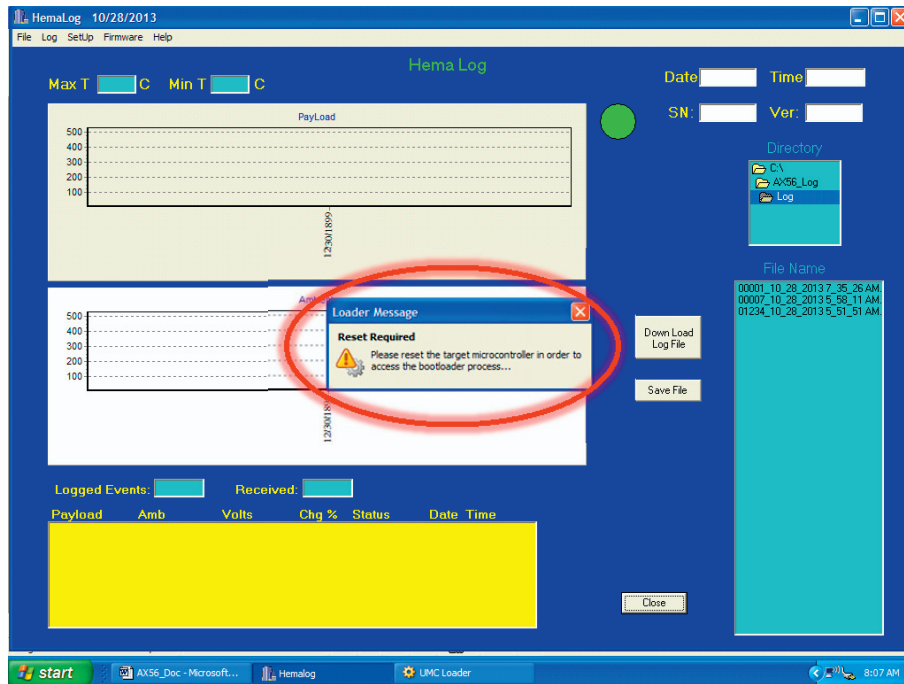 HemaLog 10/28/2013
File Log SetUp Firmware Help
Hema Log
Max T C Min T C
Date Time
SN: Ver:
PayLoad
500
400
300
200
100
12/30/1899
Directory
C:\
AX56_Log
Log
File Name
00001_10_28_2013 7_35_26 AM.
00007_10_28_2013 5_58_11 AM.
01234_10_28_2013 5_51_51 AM.
500
400
300
200
100
Loader Message
Reset Required
Please reset the target microcontroller in order to
access the bootloader process...
Down Load
Log File
Save File
Logged Events: Received:
Payload Amb Volts Chg % Status Date Time
Close
start AX56_Doc - Microsoft... Hemalog UMC Loader 8:07 AM